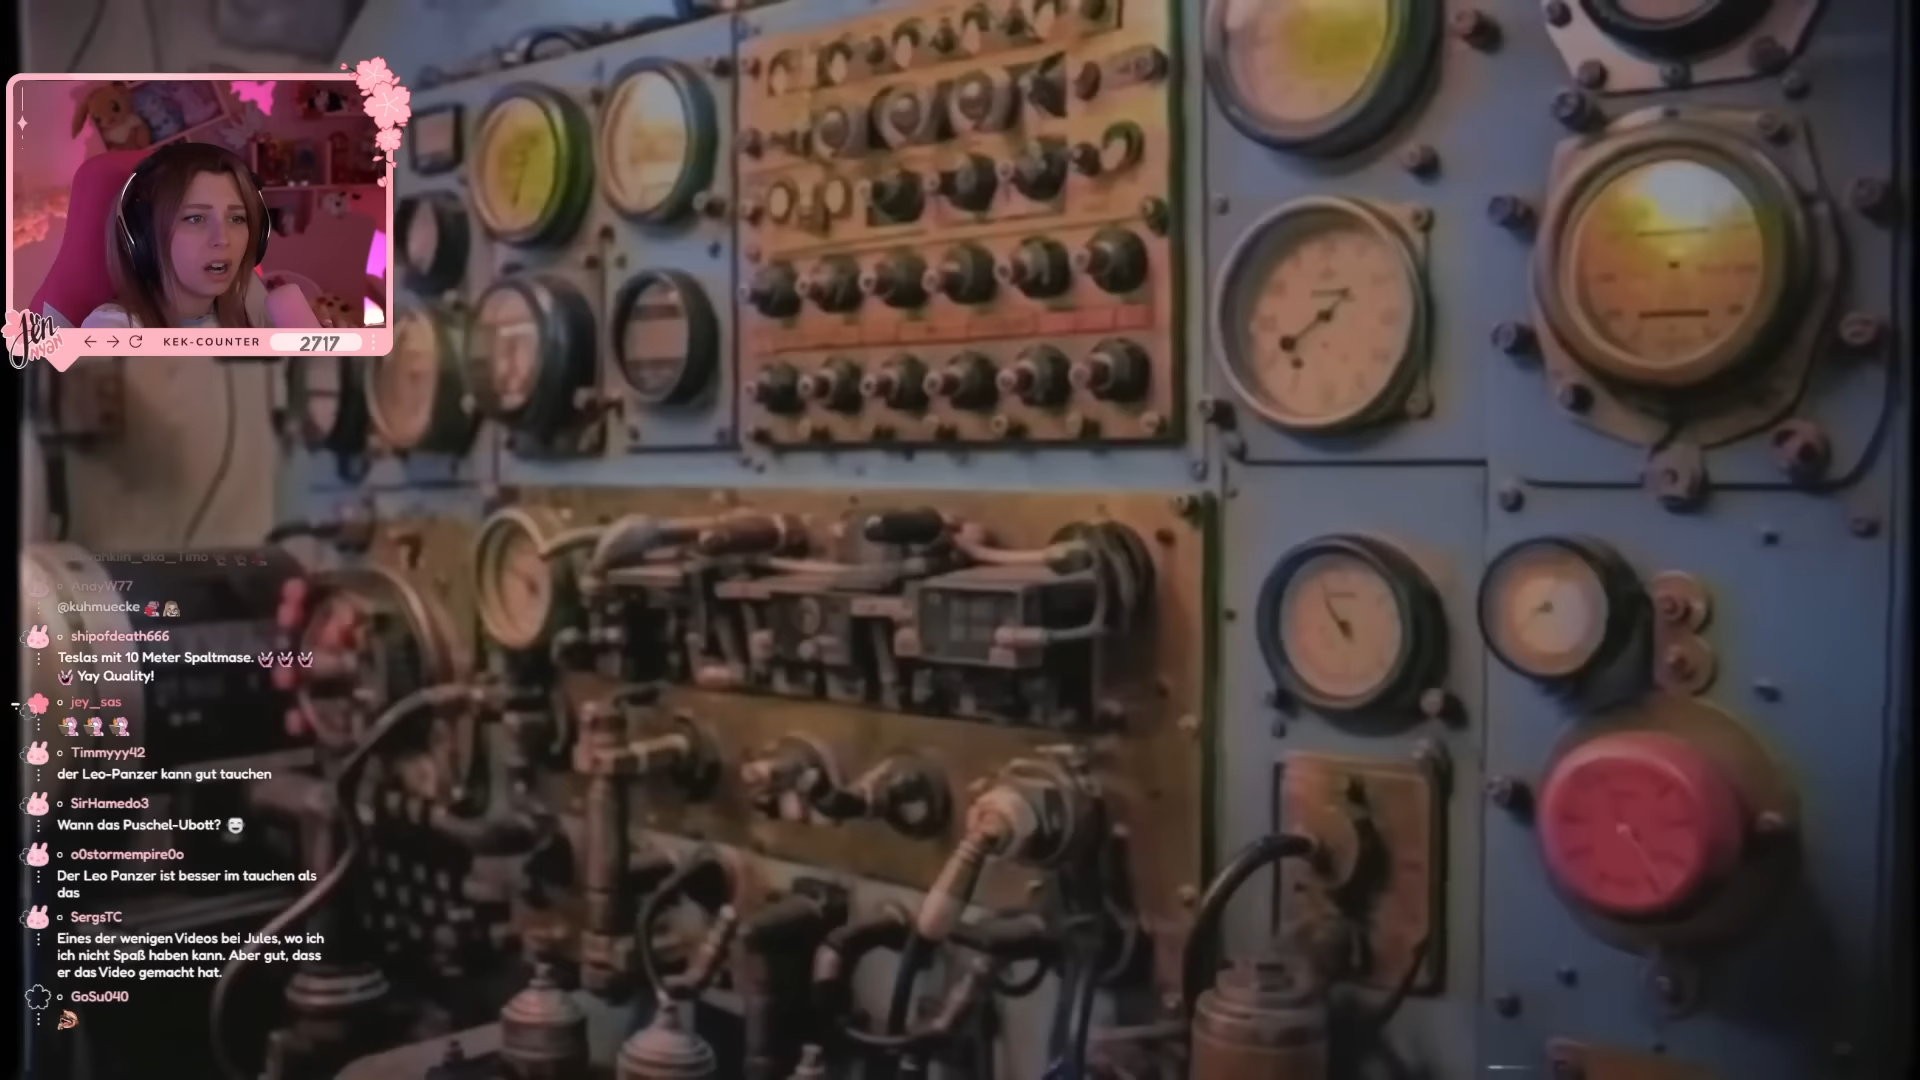 Jen
nyan
KEK-COUNTER 2717
AndyW77
@kuhmuecke
shipofdeath666
Teslas mit 10 Meter Spaltmase.
Yay Quality!
jey_sas
Timmyyy42
der Leo-Panzer kann gut tauchen
SirHamedo3
Wann das Puschel-Ubott?
o0stormempire0o
Der Leo Panzer ist besser im tauchen als
das
SergsTC
Eines der wenigen Videos bei Jules, wo ich
ich nicht Spaß haben kann. Aber gut, dass
er das Video gemacht hat.
GoSu040